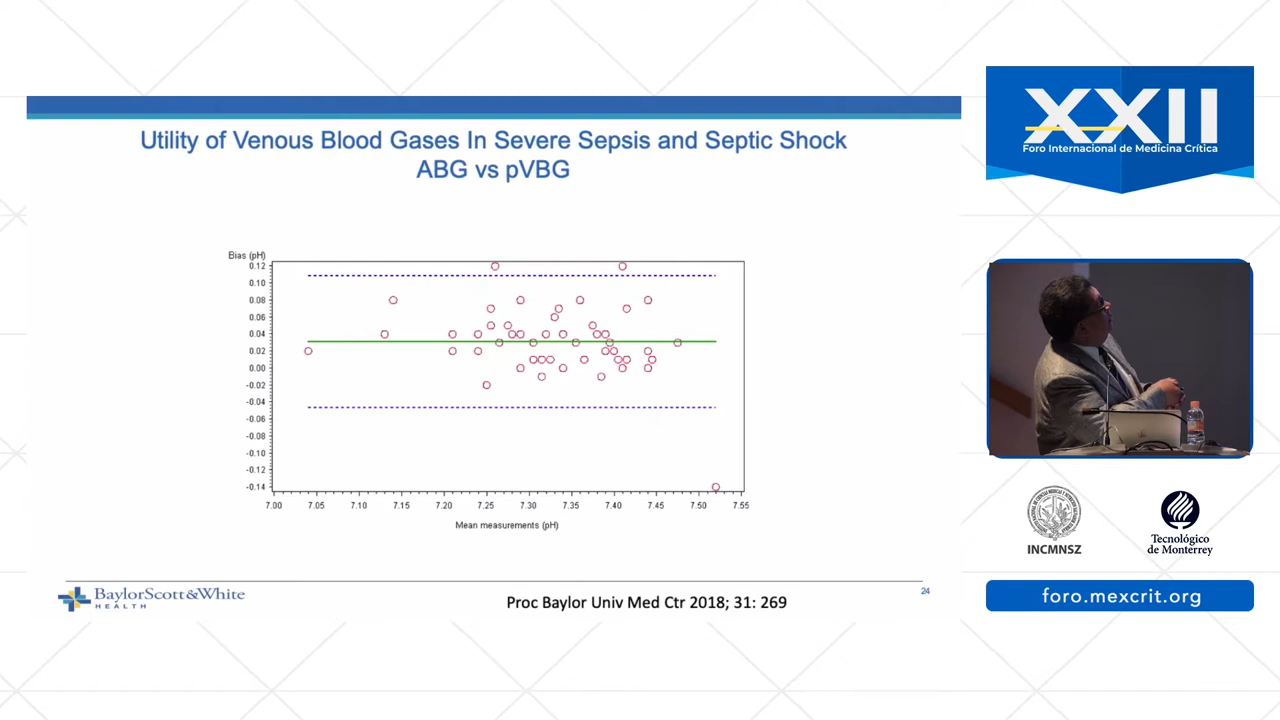 Utility of Venous Blood Gases In Severe Sepsis and Septic Shock
ABG vs pVBG
Bias (pH)
0.12
0.10
0.08
0.06
0.04
0.02
0.00
-0.02
-0.04
-0.06
-0.08
-0.10
-0.12
-0.14
7.00 7.05 7.10 7.15 7.20 7.25 7.30 7.35 7.40 7.45 7.50 7.55
Mean measurements (pH)
BaylorScott&White
HEALTH
Proc Baylor Univ Med Ctr 2018; 31: 269
24
XXII
Foro Internacional de Medicina Crítica
INCMNSZ
Tecnológico
de Monterrey
foro.mexcrit.org